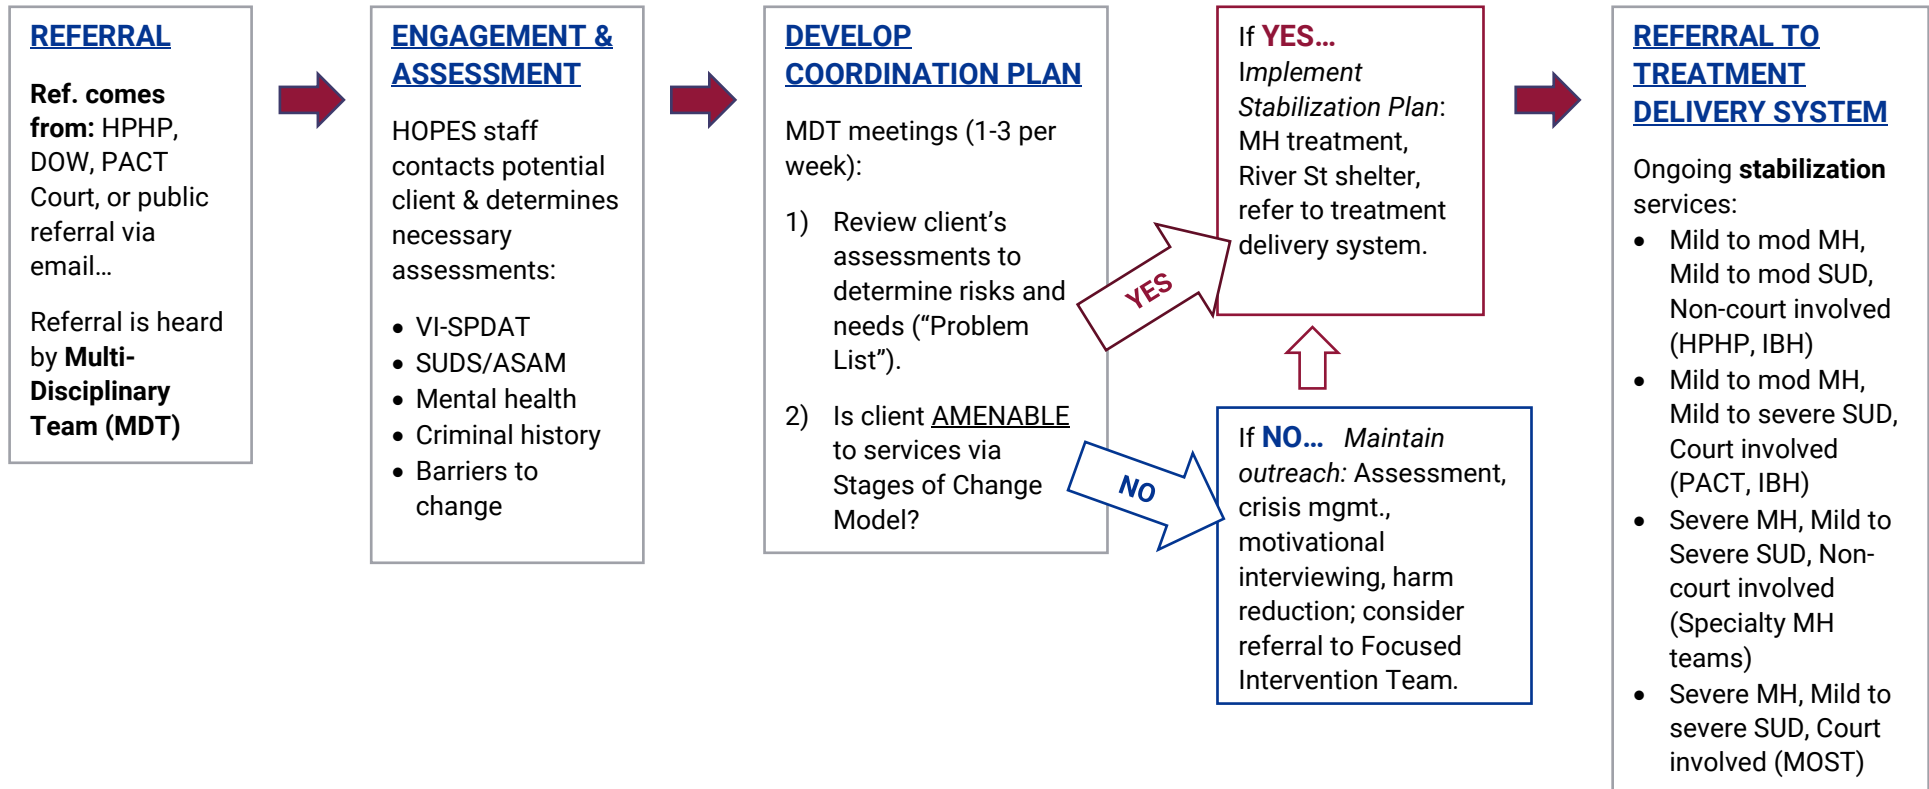 REFERRAL
Ref. comes
from: HPHP,
DOW, PACT
Court, or public
referral via
email…
Referral is heard
by Multi-
Disciplinary
Team (MDT)
ENGAGEMENT &
ASSESSMENT
HOPES staff
contacts potential
client & determines
necessary
assessments:
• VI-SPDAT
• SUDS/ASAM
• Mental health
• Criminal history
• Barriers to
change
DEVELOP
COORDINATION PLAN
MDT meetings (1-3 per
week):
1) Review client’s
assessments to
determine risks and
needs (“Problem
List”).
2) Is client AMENABLE
to services via
Stages of Change
Model?
YES
NO
If YES…
Implement
Stabilization Plan:
MH treatment,
River St shelter,
refer to treatment
delivery system.
If NO… Maintain
outreach: Assessment,
crisis mgmt.,
motivational
interviewing, harm
reduction; consider
referral to Focused
Intervention Team.
REFERRAL TO
TREATMENT
DELIVERY SYSTEM
Ongoing stabilization
services:
• Mild to mod MH,
Mild to mod SUD,
Non-court involved
(HPHP, IBH)
• Mild to mod MH,
Mild to severe SUD,
Court involved
(PACT, IBH)
• Severe MH, Mild to
Severe SUD, Non-
court involved
(Specialty MH
teams)
• Severe MH, Mild to
severe SUD, Court
involved (MOST)